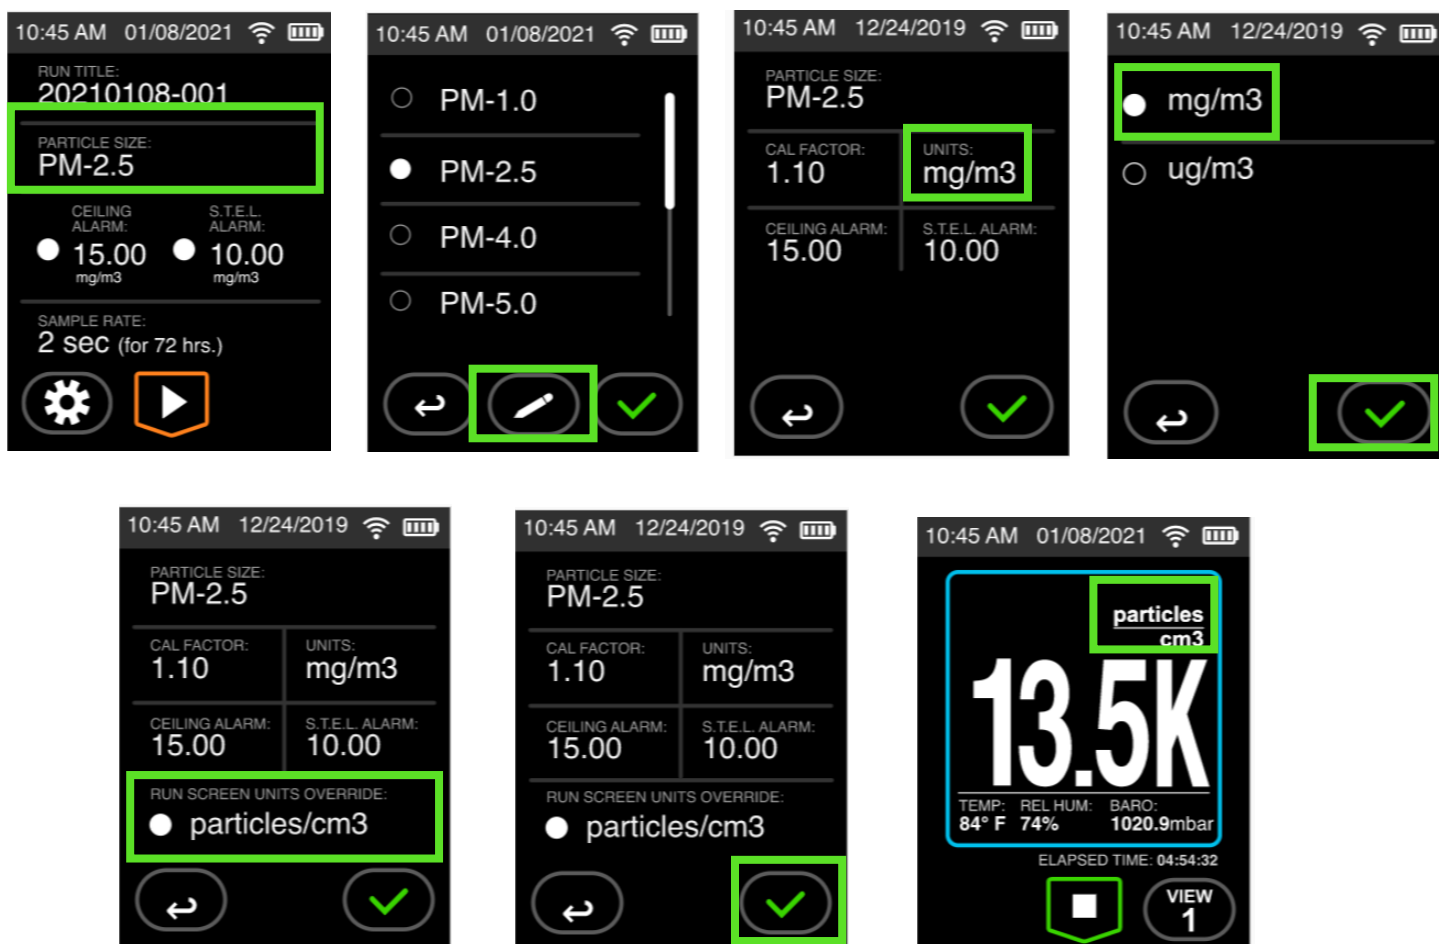 10:45 AM 01/08/2021
RUN TITLE:
20210108-001
PARTICLE SIZE:
PM-2.5
CEILING ALARM:
15.00
mg/m3
S.T.E.L. ALARM:
10.00
mg/m3
SAMPLE RATE:
2 sec (for 72 hrs.)
10:45 AM 01/08/2021
PM-1.0
PM-2.5
PM-4.0
PM-5.0
10:45 AM 12/24/2019
PARTICLE SIZE:
PM-2.5
CAL FACTOR:
1.10
UNITS:
mg/m3
CEILING ALARM:
15.00
S.T.E.L. ALARM:
10.00
10:45 AM 12/24/2019
mg/m3
ug/m3
10:45 AM 12/24/2019
PARTICLE SIZE:
PM-2.5
CAL FACTOR:
1.10
UNITS:
mg/m3
CEILING ALARM:
15.00
S.T.E.L. ALARM:
10.00
RUN SCREEN UNITS OVERRIDE:
particles/cm3
10:45 AM 12/24/2019
PARTICLE SIZE:
PM-2.5
CAL FACTOR:
1.10
UNITS:
mg/m3
CEILING ALARM:
15.00
S.T.E.L. ALARM:
10.00
RUN SCREEN UNITS OVERRIDE:
particles/cm3
10:45 AM 01/08/2021
particles
cm3
13.5K
TEMP:
84° F
REL HUM:
74%
BARO:
1020.9mbar
ELAPSED TIME: 04:54:32
VIEW
1